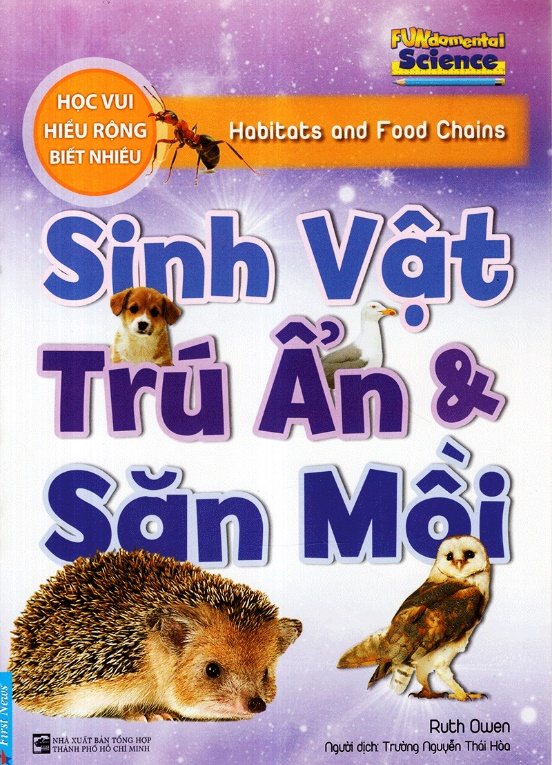 FUNdamental
Science
HỌC VUI
HIỂU RỘNG
BIẾT NHIỀU
Habitats and Food Chains
Sinh Vật
Trú Ẩn &
Săn Mồi
Ruth Owen
Người dịch: Trường Nguyễn Thái Hòa
NHÀ XUẤT BẢN TỔNG HỢP
THÀNH PHỐ HỒ CHÍ MINH
First News